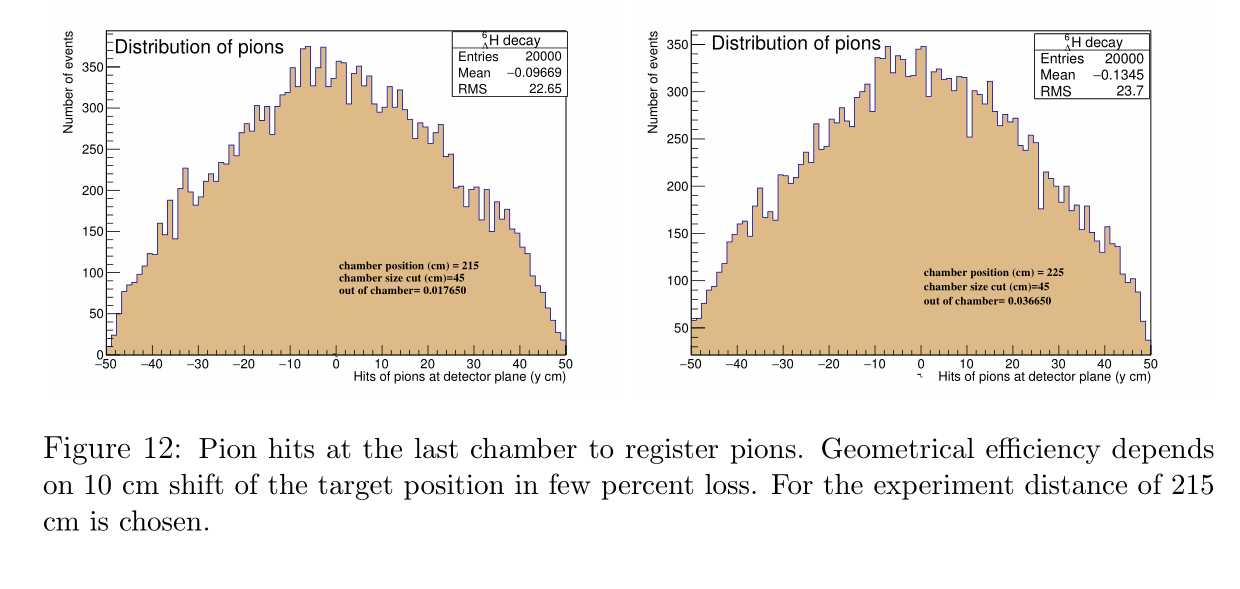 Distribution of pions
⁶ΛH decay
Entries 20000
Mean −0.09669
RMS 22.65
Number of events
350
300
250
200
150
100
50
0
chamber position (cm) = 215
chamber size cut (cm)=45
out of chamber= 0.017650
−50 −40 −30 −20 −10 0 10 20 30 40 50
Hits of pions at detector plane (y cm)
Distribution of pions
⁶ΛH decay
Entries 20000
Mean −0.1345
RMS 23.7
Number of events
350
300
250
200
150
100
50
chamber position (cm) = 225
chamber size cut (cm)=45
out of chamber= 0.036650
−50 −40 −30 −20 −10 0 10 20 30 40 50
Hits of pions at detector plane (y cm)
Figure 12: Pion hits at the last chamber to register pions. Geometrical efficiency depends
on 10 cm shift of the target position in few percent loss. For the experiment distance of 215
cm is chosen.